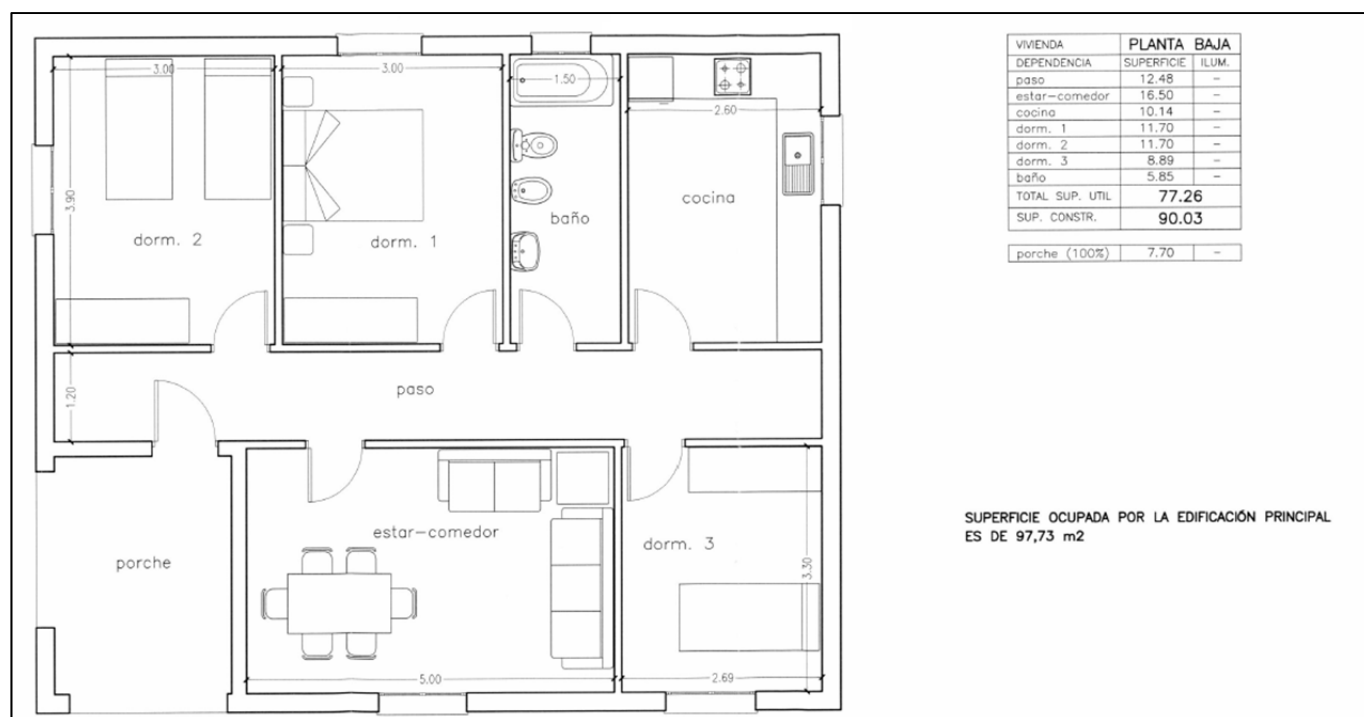 3.00
3.00
1.50
2.60
3.90
dorm. 2
dorm. 1
baño
cocina
1.20
paso
porche
estar-comedor
dorm. 3
3.30
5.00
2.69
VIVIENDA PLANTA BAJA
DEPENDENCIA SUPERFICIE ILUM.
paso 12.48 -
estar-comedor 16.50 -
cocina 10.14 -
dorm. 1 11.70 -
dorm. 2 11.70 -
dorm. 3 8.89 -
baño 5.85 -
TOTAL SUP. UTIL 77.26
SUP. CONSTR. 90.03
porche (100%) 7.70 -
SUPERFICIE OCUPADA POR LA EDIFICACIÓN PRINCIPAL
ES DE 97,73 m2